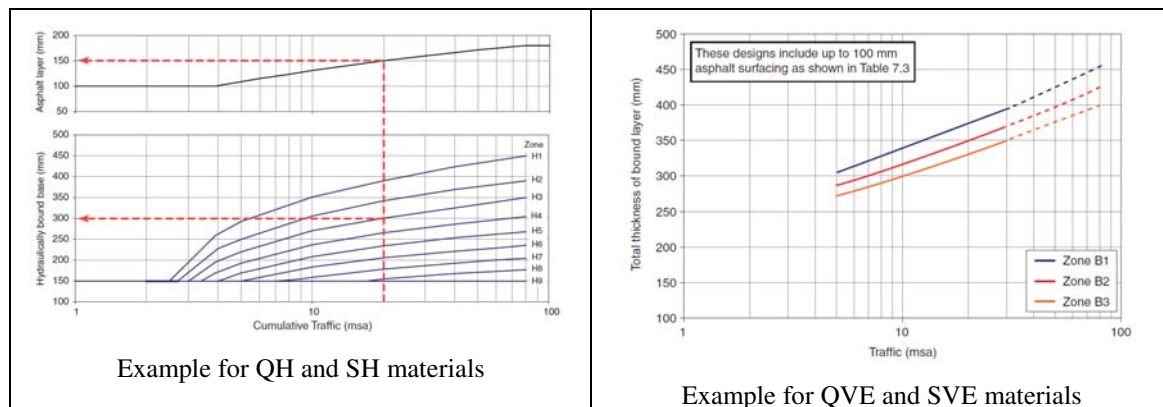 Asphalt layer (mm)
200
150
100
50
Hydraulically bound base (mm)
500
450
400
350
300
250
200
150
100
Zone
H1
H2
H3
H4
H5
H6
H7
H8
H9
1
10
100
Cumulative Traffic (msa)
Example for QH and SH materials
Total thickness of bound layer (mm)
500
450
400
350
300
250
200
150
100
These designs include up to 100 mm
asphalt surfacing as shown in Table 7.3
Zone B1
Zone B2
Zone B3
1
10
100
Traffic (msa)
Example for QVE and SVE materials